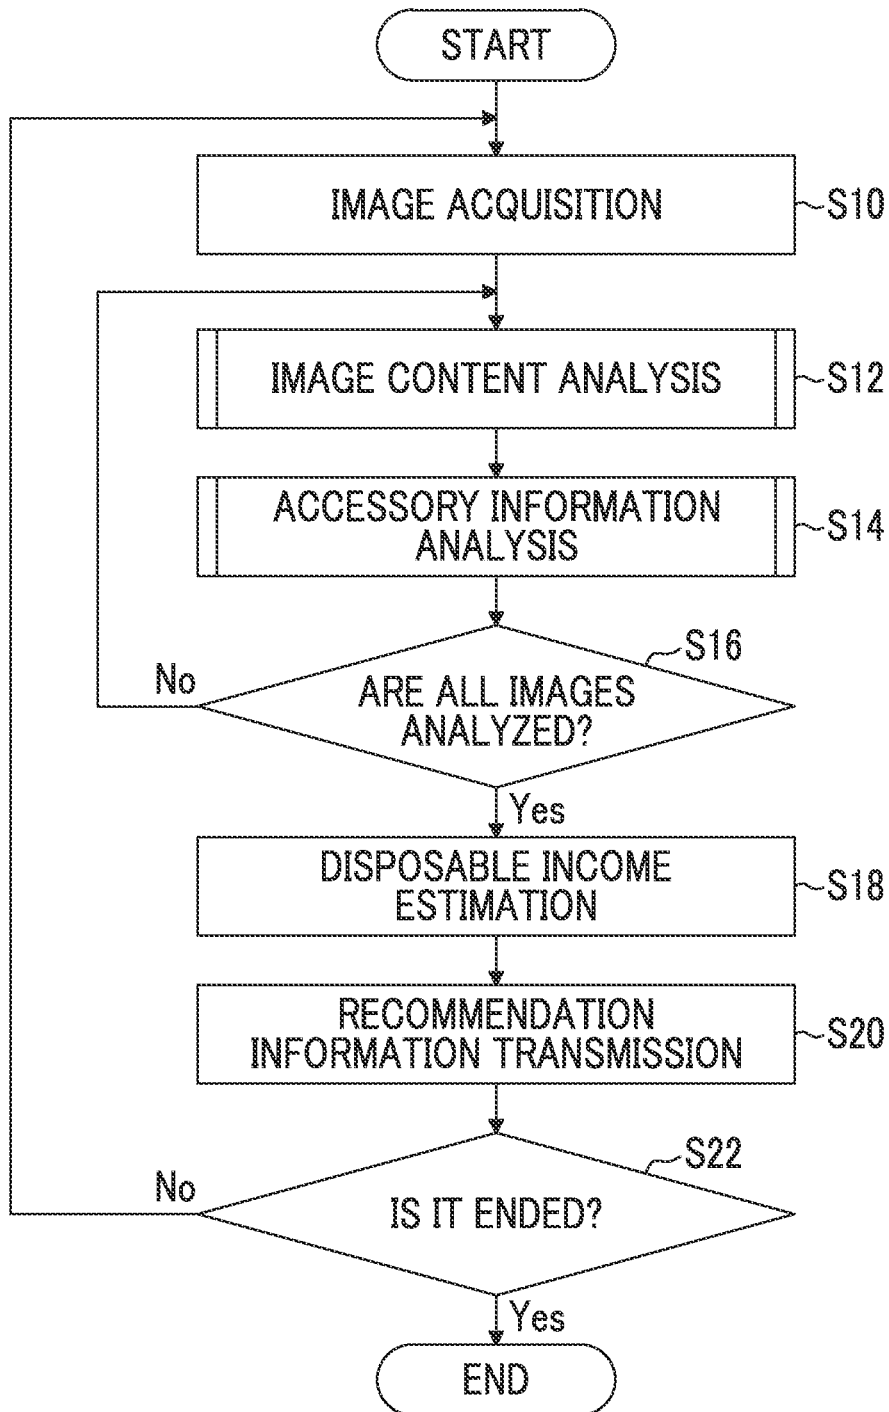 START
IMAGE ACQUISITION
S10
IMAGE CONTENT ANALYSIS
S12
ACCESSORY INFORMATION
ANALYSIS
S14
S16
No
ARE ALL IMAGES
ANALYZED?
Yes
DISPOSABLE INCOME
ESTIMATION
S18
RECOMMENDATION
INFORMATION TRANSMISSION
S20
S22
No
IS IT ENDED?
Yes
END